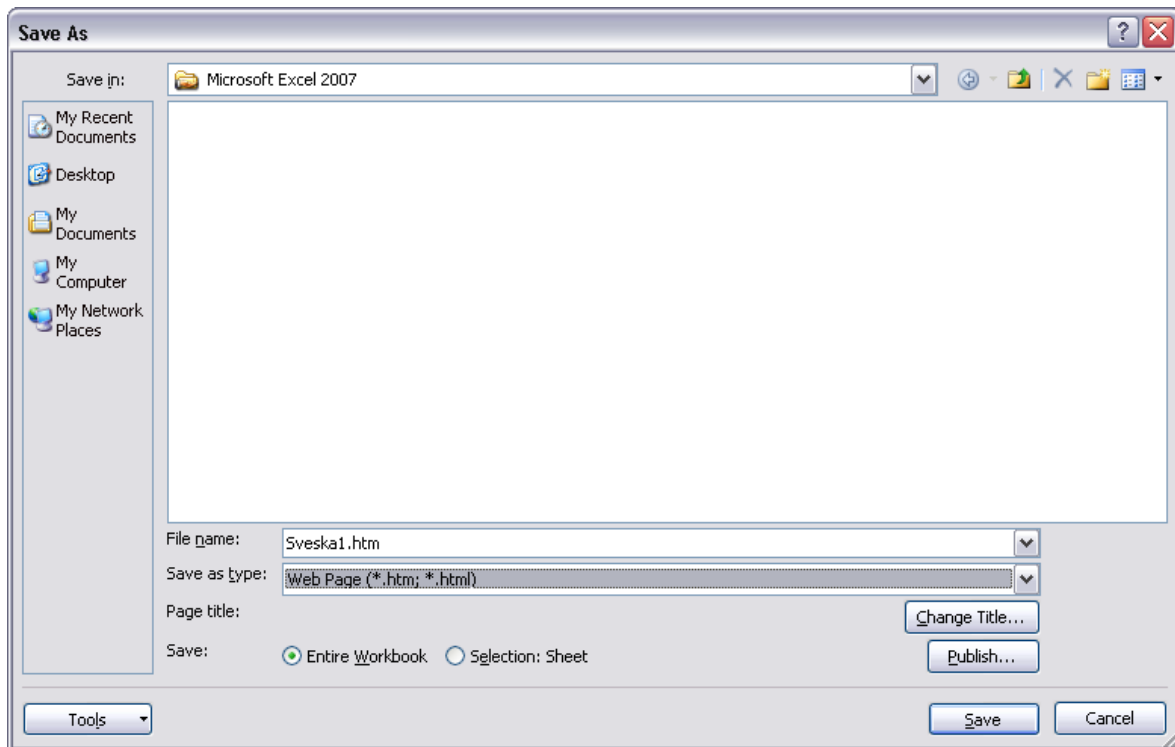 Save As
?
Save in:
Microsoft Excel 2007
My Recent
Documents
Desktop
My
Documents
My
Computer
My Network
Places
File name:
Sveska1.htm
Save as type:
Web Page (*.htm; *.html)
Page title:
Change Title...
Save:
Entire Workbook
Selection: Sheet
Publish...
Tools
Save
Cancel